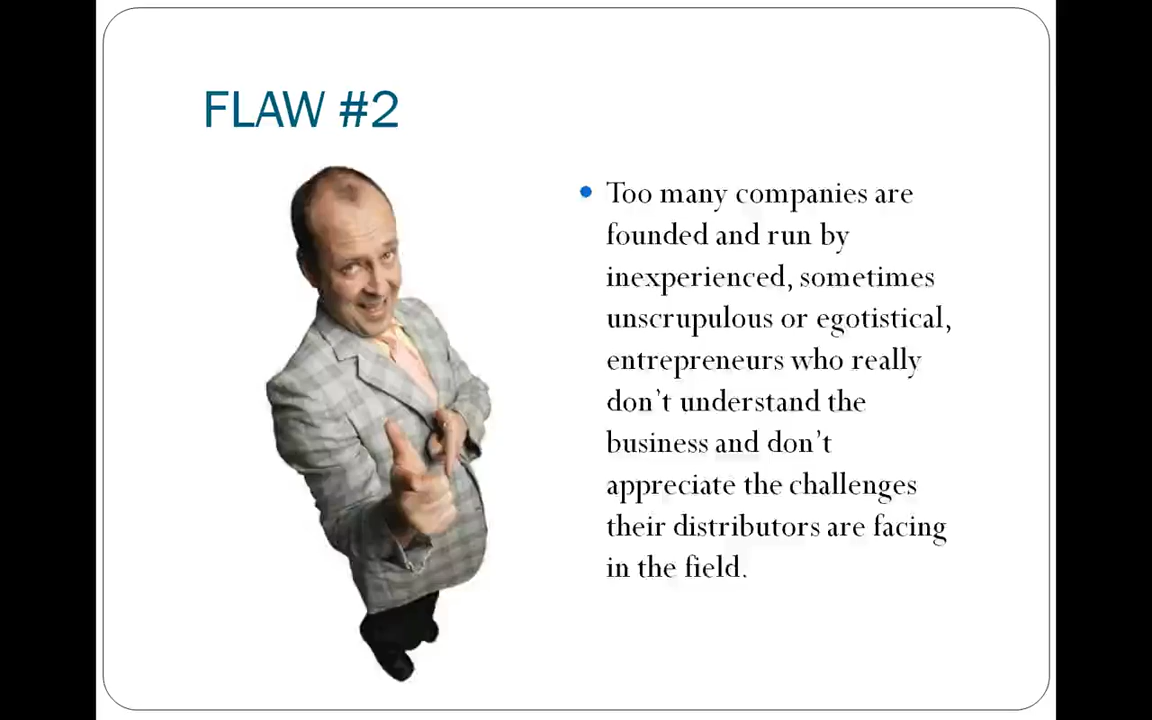 FLAW #2
• Too many companies are
founded and run by
inexperienced, sometimes
unscrupulous or egotistical,
entrepreneurs who really
don’t understand the
business and don’t
appreciate the challenges
their distributors are facing
in the field.